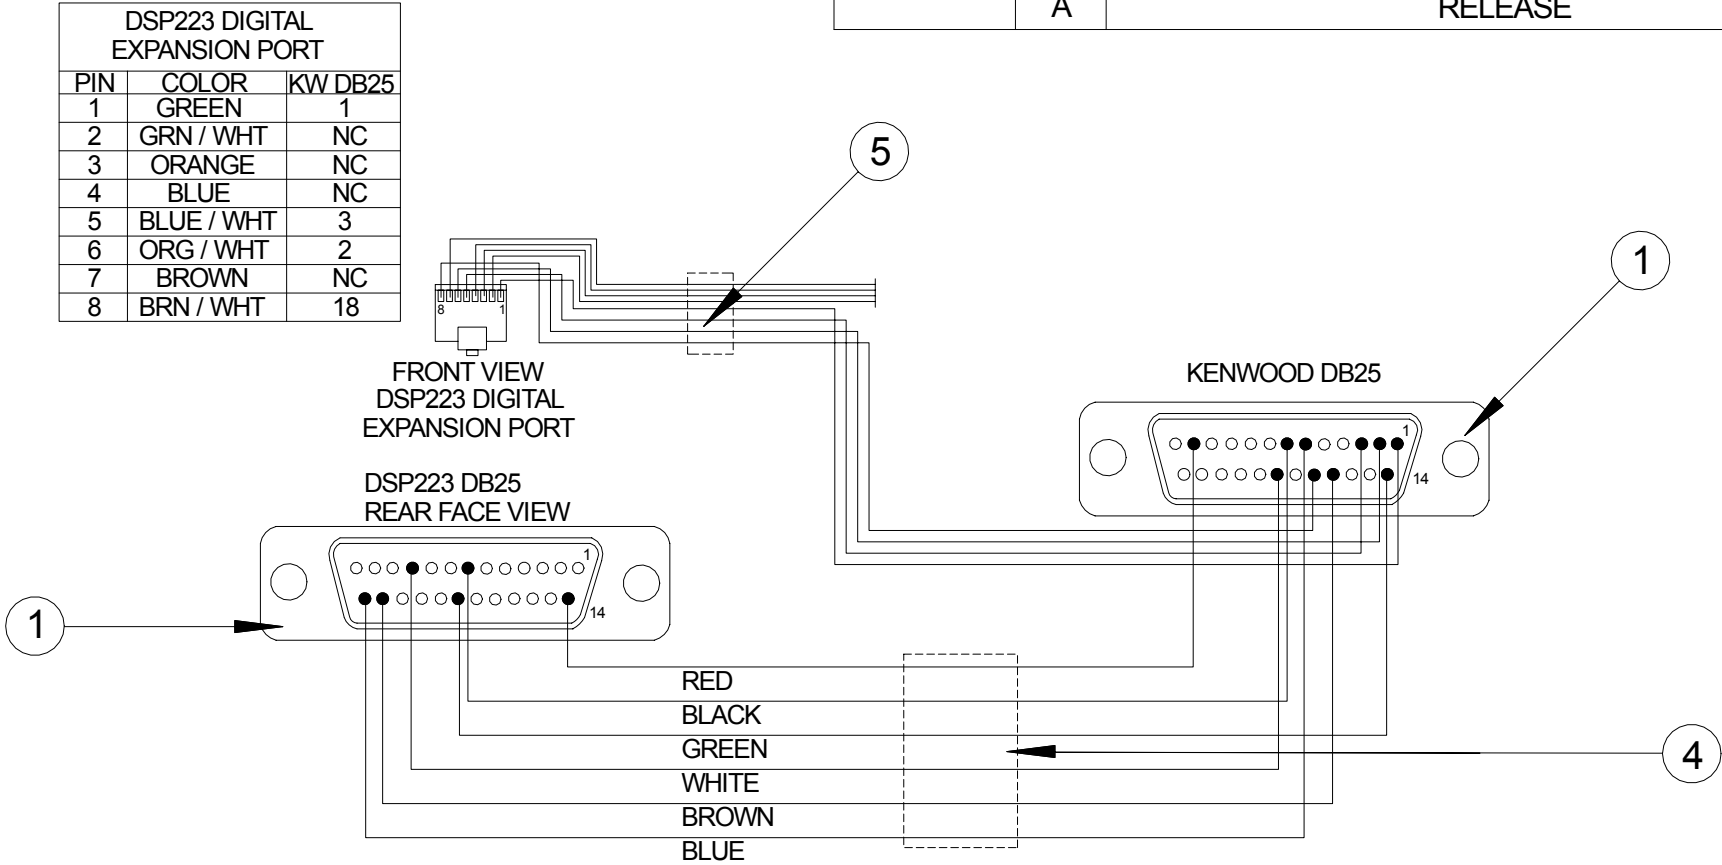 DSP223 DIGITAL
EXPANSION PORT
PIN COLOR KW DB25
1 GREEN 1
2 GRN / WHT NC
3 ORANGE NC
4 BLUE NC
5 BLUE / WHT 3
6 ORG / WHT 2
7 BROWN NC
8 BRN / WHT 18
A RELEASE
5
1
8 1
FRONT VIEW
DSP223 DIGITAL
EXPANSION PORT
KENWOOD DB25
1
14
DSP223 DB25
REAR FACE VIEW
1
14
1
RED
BLACK
GREEN
WHITE
BROWN
BLUE
4